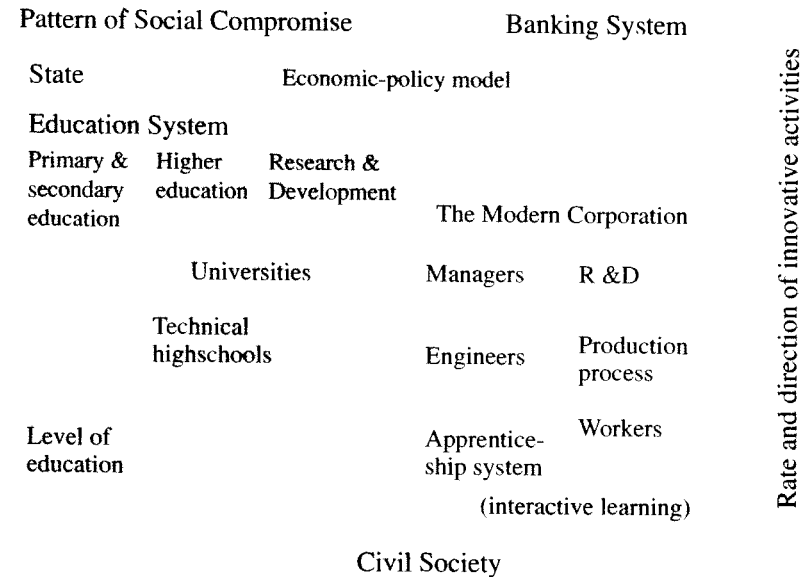 Pattern of Social Compromise
Banking System
State
Economic-policy model
Education System
Primary &
secondary
education
Higher
education
Research &
Development
The Modern Corporation
Universities
Managers
R &D
Technical
highschools
Engineers
Production
process
Level of
education
Apprentice-
ship system
Workers
(interactive learning)
Civil Society
Rate and direction of innovative activities